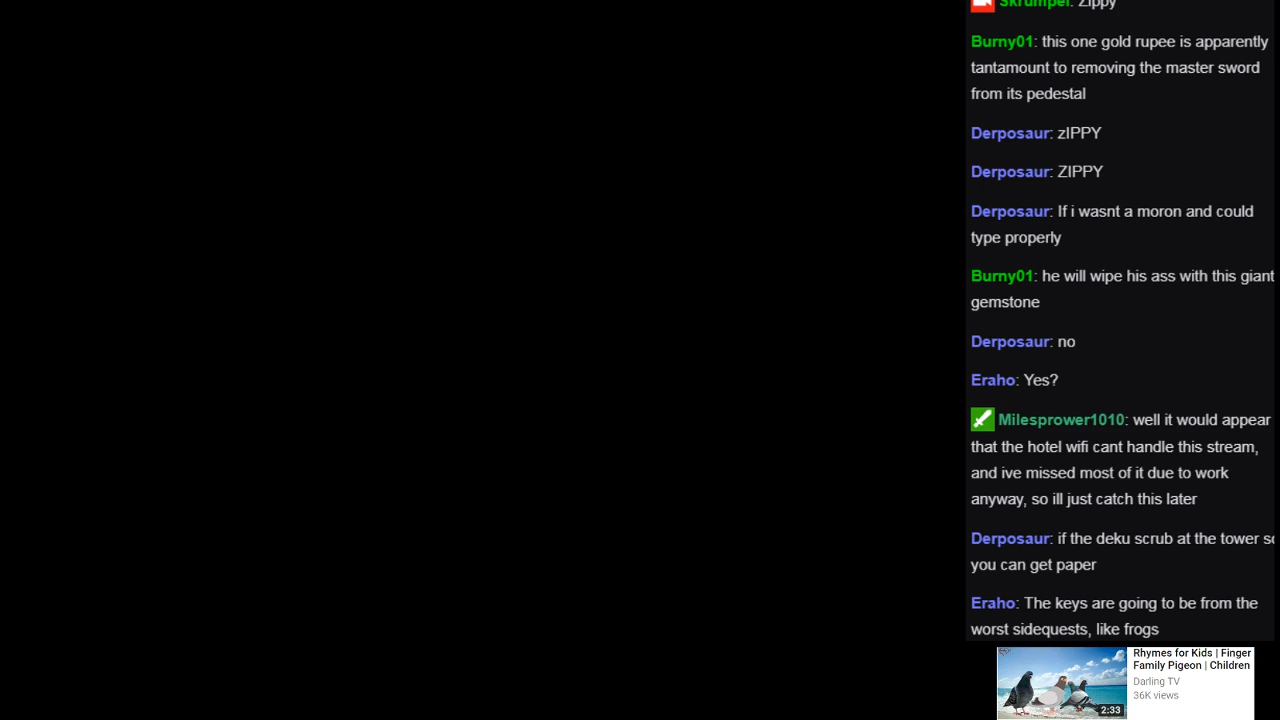 Skrumpel: Zippy
Burny01: this one gold rupee is apparently
tantamount to removing the master sword
from its pedestal
Derposaur: zIPPY
Derposaur: ZIPPY
Derposaur: If i wasnt a moron and could
type properly
Burny01: he will wipe his ass with this giant
gemstone
Derposaur: no
Eraho: Yes?
Milesprower1010: well it would appear
that the hotel wifi cant handle this stream,
and ive missed most of it due to work
anyway, so ill just catch this later
Derposaur: if the deku scrub at the tower so
you can get paper
Eraho: The keys are going to be from the
worst sidequests, like frogs
Rhymes for Kids | Finger
Family Pigeon | Children
Darling TV
36K views
2:33